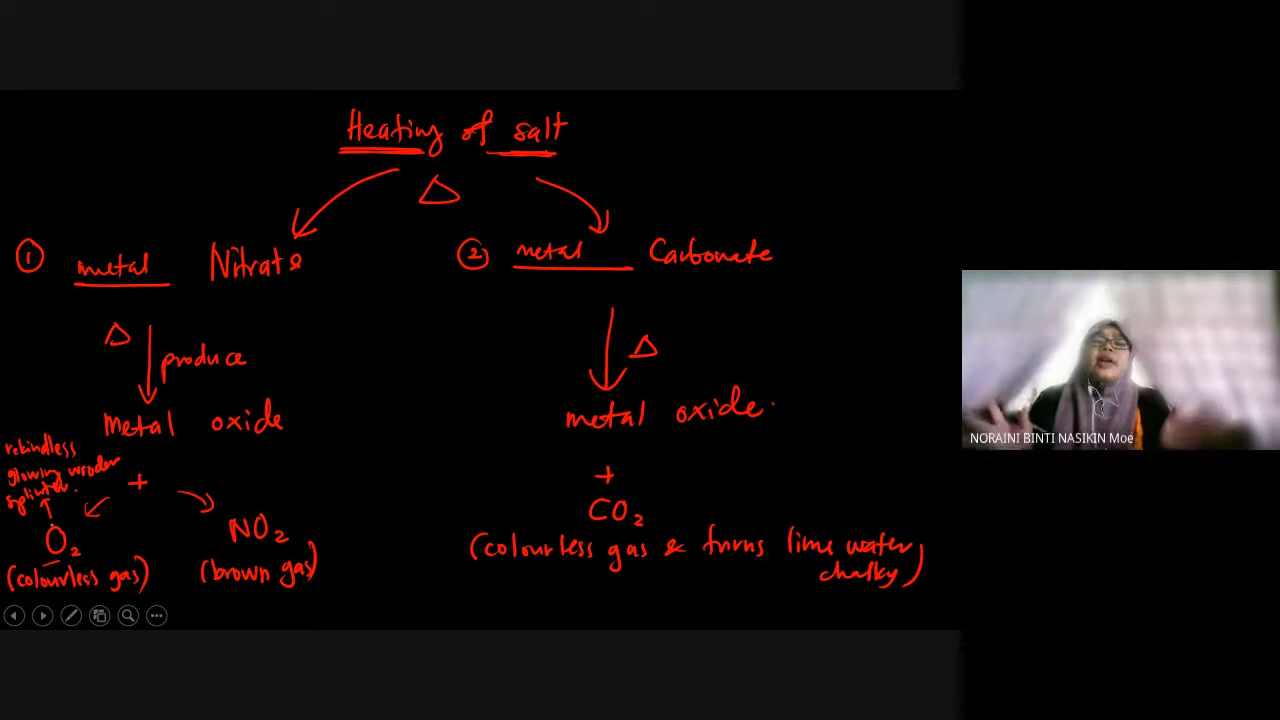 Heating of salt
① metal Nitrate
produce
Metal oxide
+
rekindless
glowing wooden
splinter.
O₂
(colourless gas)
NO₂
(brown gas)
② metal Carbonate
metal oxide.
+
CO₂
(colourless gas & turns lime water
chalky)
NORAINI BINTI NASIKIN Moe